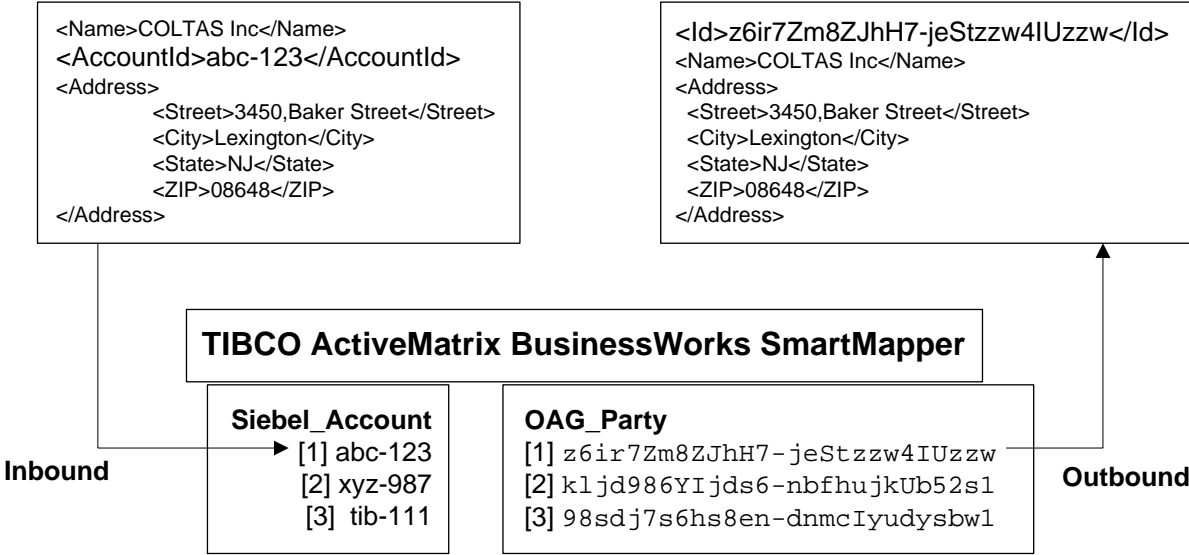 <Name>COLTAS Inc</Name>
<AccountId>abc-123</AccountId>
<Address>
<Street>3450,Baker Street</Street>
<City>Lexington</City>
<State>NJ</State>
<ZIP>08648</ZIP>
</Address>
<Id>z6ir7Zm8ZJhH7-jeStzzw4IUzzw</Id>
<Name>COLTAS Inc</Name>
<Address>
<Street>3450,Baker Street</Street>
<City>Lexington</City>
<State>NJ</State>
<ZIP>08648</ZIP>
</Address>
TIBCO ActiveMatrix BusinessWorks SmartMapper
Inbound
Siebel_Account
[1] abc-123
[2] xyz-987
[3] tib-111
OAG_Party
[1] z6ir7Zm8ZJhH7-jeStzzw4IUzzw
[2] kljd986YIjds6-nbfhujkUb52s1
[3] 98sdj7s6hs8en-dnmcIyudysbw1
Outbound